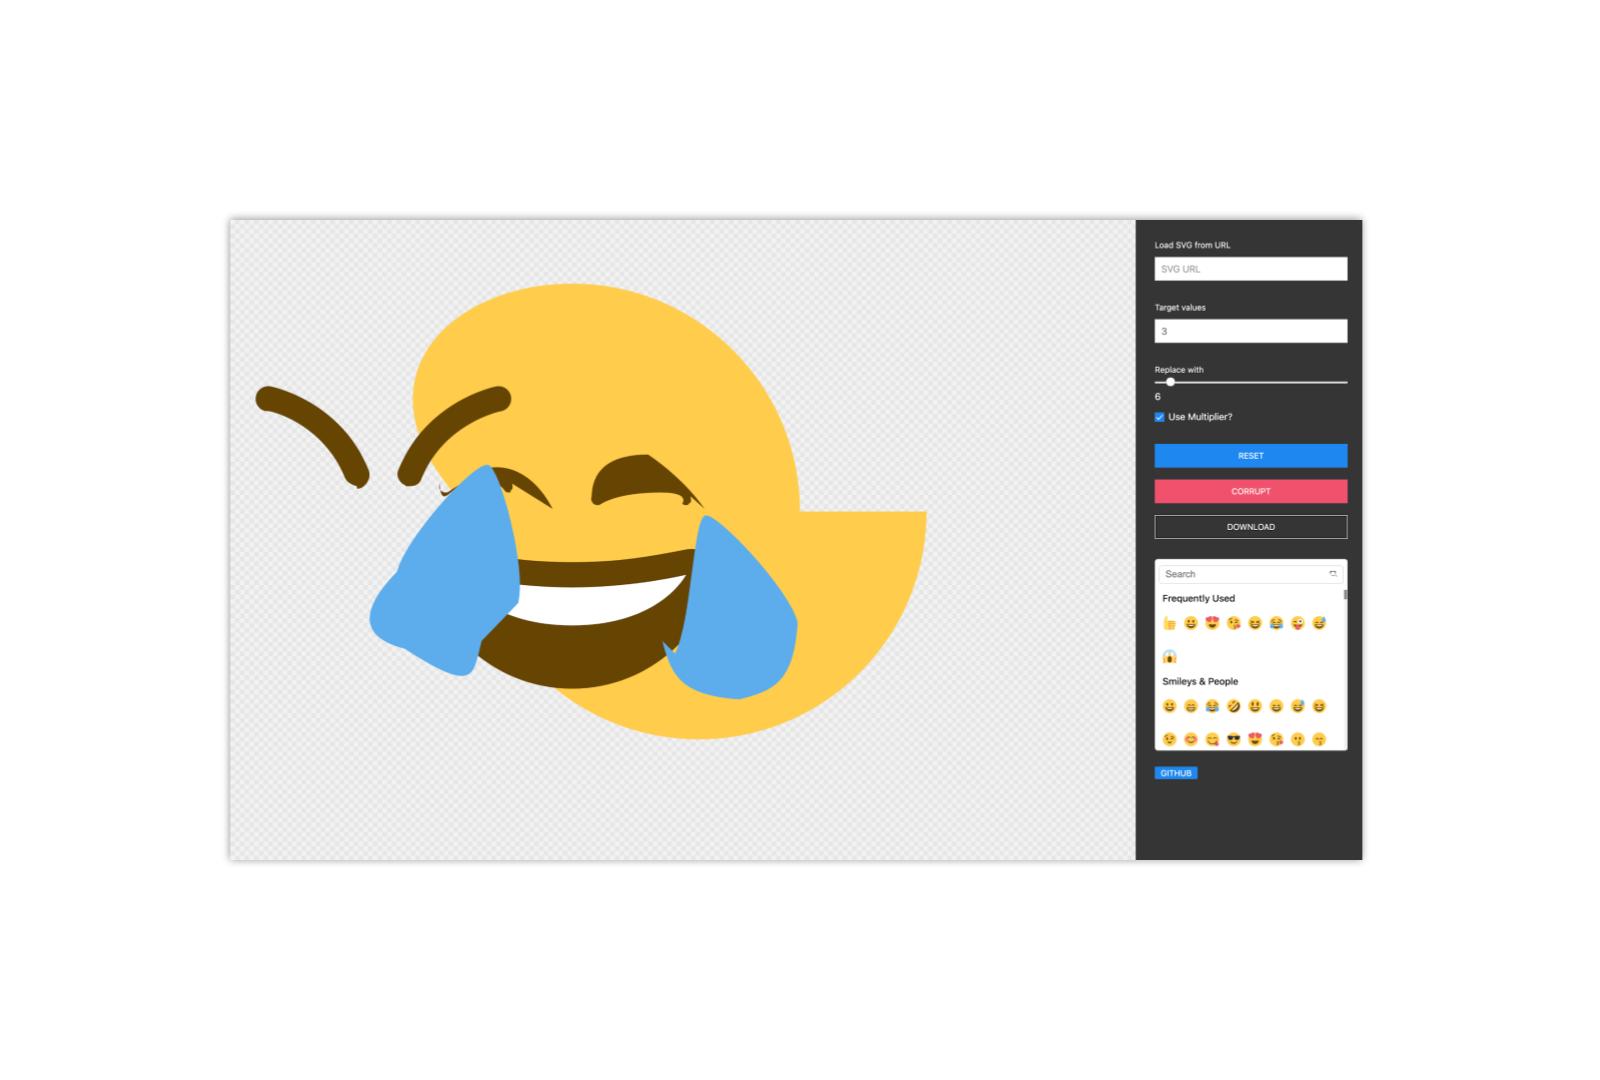 Load SVG from URL
SVG URL
Target values
3
Replace with
6
Use Multiplier?
RESET
CORRUPT
DOWNLOAD
Search
Frequently Used
Smileys & People
GITHUB